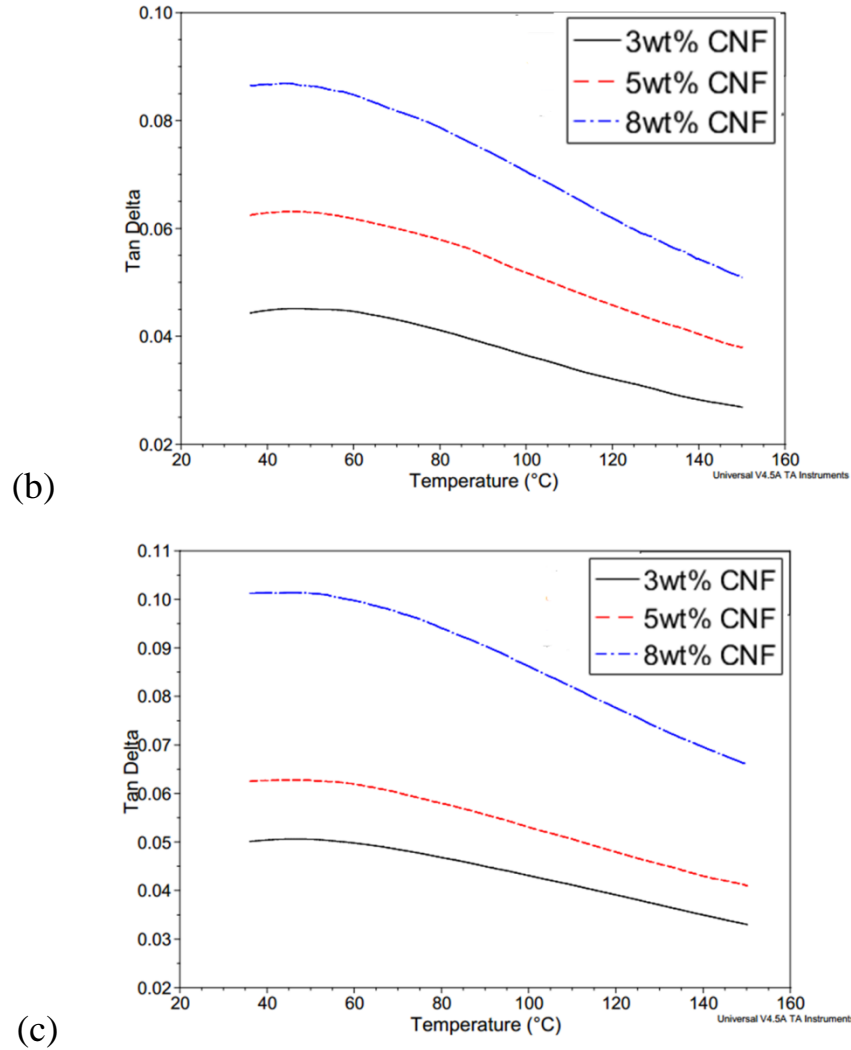 0.10
3wt% CNF
5wt% CNF
8wt% CNF
0.08
0.06
Tan Delta
0.04
0.02
20 40 60 80 100 120 140 160
Temperature (°C)
Universal V4.5A TA Instruments
(b)
0.11
3wt% CNF
5wt% CNF
8wt% CNF
0.10
0.09
0.08
0.07
Tan Delta
0.06
0.05
0.04
0.03
0.02
20 40 60 80 100 120 140 160
Temperature (°C)
Universal V4.5A TA Instruments
(c)